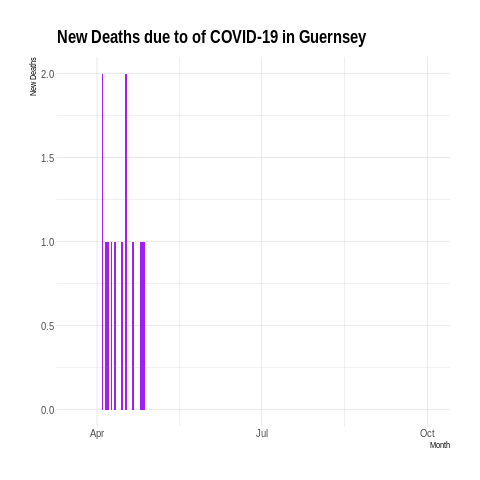 New Deaths due to of COVID-19 in Guernsey
New Deaths
2.0
1.5
1.0
0.5
0.0
Apr
Jul
Oct
Month